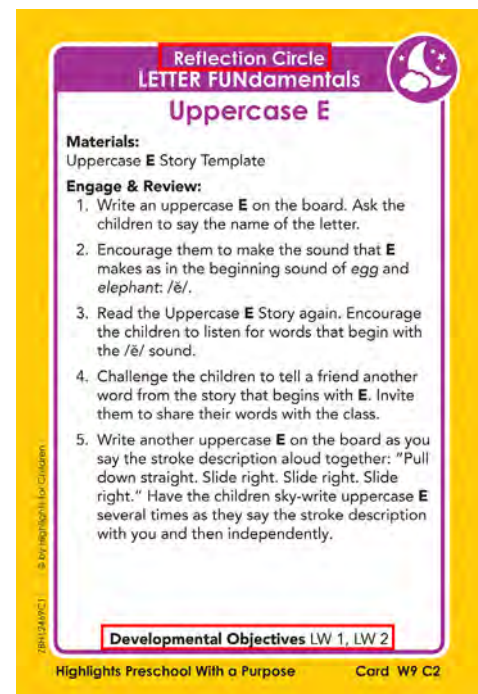 Reflection Circle
LETTER FUNdamentals
Uppercase E
Materials:
Uppercase E Story Template
Engage & Review:
1. Write an uppercase E on the board. Ask the
children to say the name of the letter.
2. Encourage them to make the sound that E
makes as in the beginning sound of egg and
elephant: /ĕ/.
3. Read the Uppercase E Story again. Encourage
the children to listen for words that begin with
the /ĕ/ sound.
4. Challenge the children to tell a friend another
word from the story that begins with E. Invite
them to share their words with the class.
5. Write another uppercase E on the board as you
say the stroke description aloud together: "Pull
down straight. Slide right. Slide right. Slide
right." Have the children sky-write uppercase E
several times as they say the stroke description
with you and then independently.
Developmental Objectives LW 1, LW 2
Highlights Preschool With a Purpose Card W9 C2
© by Highlights for Children